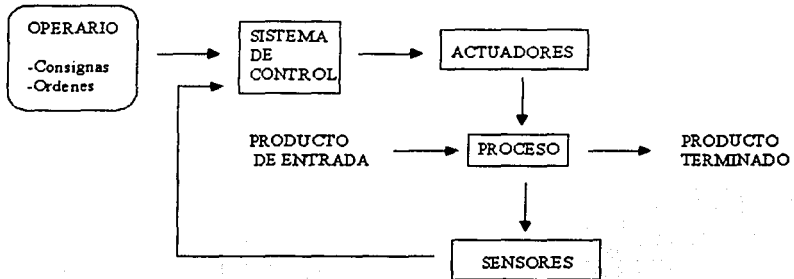 OPERARIO
-Consignas
-Ordenes
SISTEMA
DE
CONTROL
ACTUADORES
PRODUCTO
DE ENTRADA
PROCESO
PRODUCTO
TERMINADO
SENSORES